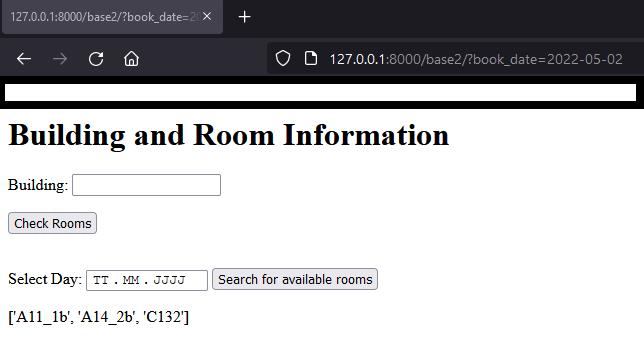 127.0.0.1:8000/base2/?book_date=20
127.0.0.1:8000/base2/?book_date=2022-05-02
Building and Room Information
Building:
Check Rooms
Select Day: TT.MM.JJJJ Search for available rooms
['A11_1b', 'A14_2b', 'C132']